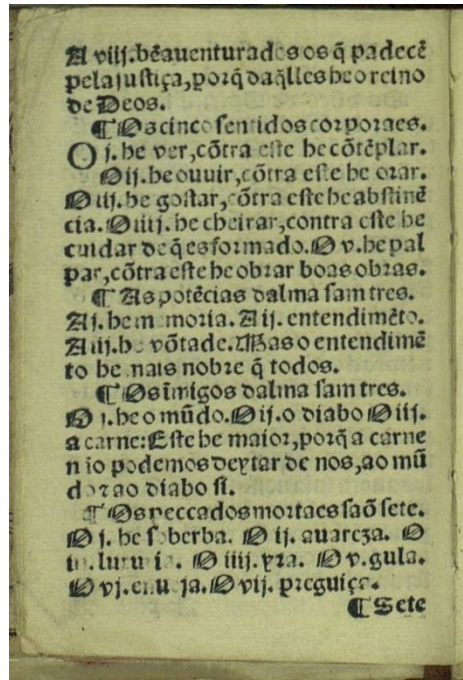 A viij. bẽauenturados os q̃ padecẽ
pela justiça, porq̃ daq̃lles he o reino
de Deos.
¶ Os cinco sentidos corporaes.
O j. he ver, cõtra este he cõtẽplar.
O ij. he ouuir, cõtra este he orar.
O iij. he gostar, cõtra este he abstinẽ
cia. O iiij. he cheirar, contra este he
cuidar de q̃ es formado. O v. he pal
par, cõtra este he obrar boas obras.
¶ As potẽcias dalma sam tres.
A j. he memoria. A ij. entendimẽto.
A iij. he võtade. Mas o entendimẽ
to he mais nobre q̃ todos.
¶ Os ĩmigos dalma sam tres.
O j. he o mũdo. O ij. o diabo O iij.
a carne: Este he maior, porq̃ a carne
não podemos deytar de nos, ao mũ
do ⁊ ao diabo si.
¶ Os peccados mortaes saõ sete.
O j. he soberba. O ij. auareza. O
iij. luxuria. O iiij. yra. O v. gula.
O vj. enueja. O vij. preguiça.
¶ Sete